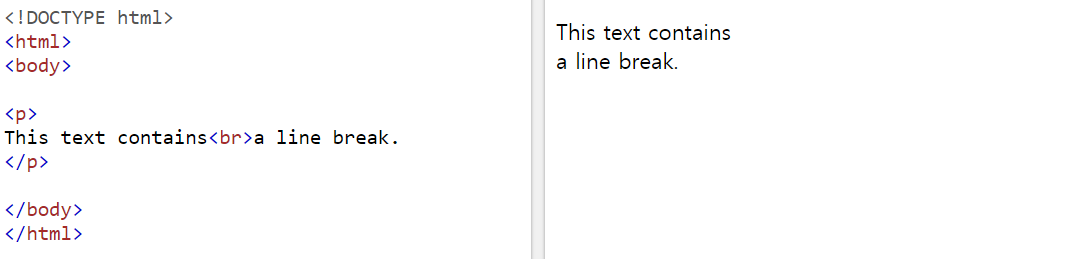 <!DOCTYPE html>
<html>
<body>
<p>
This text contains<br>a line break.
</p>
</body>
</html>
This text contains
a line break.